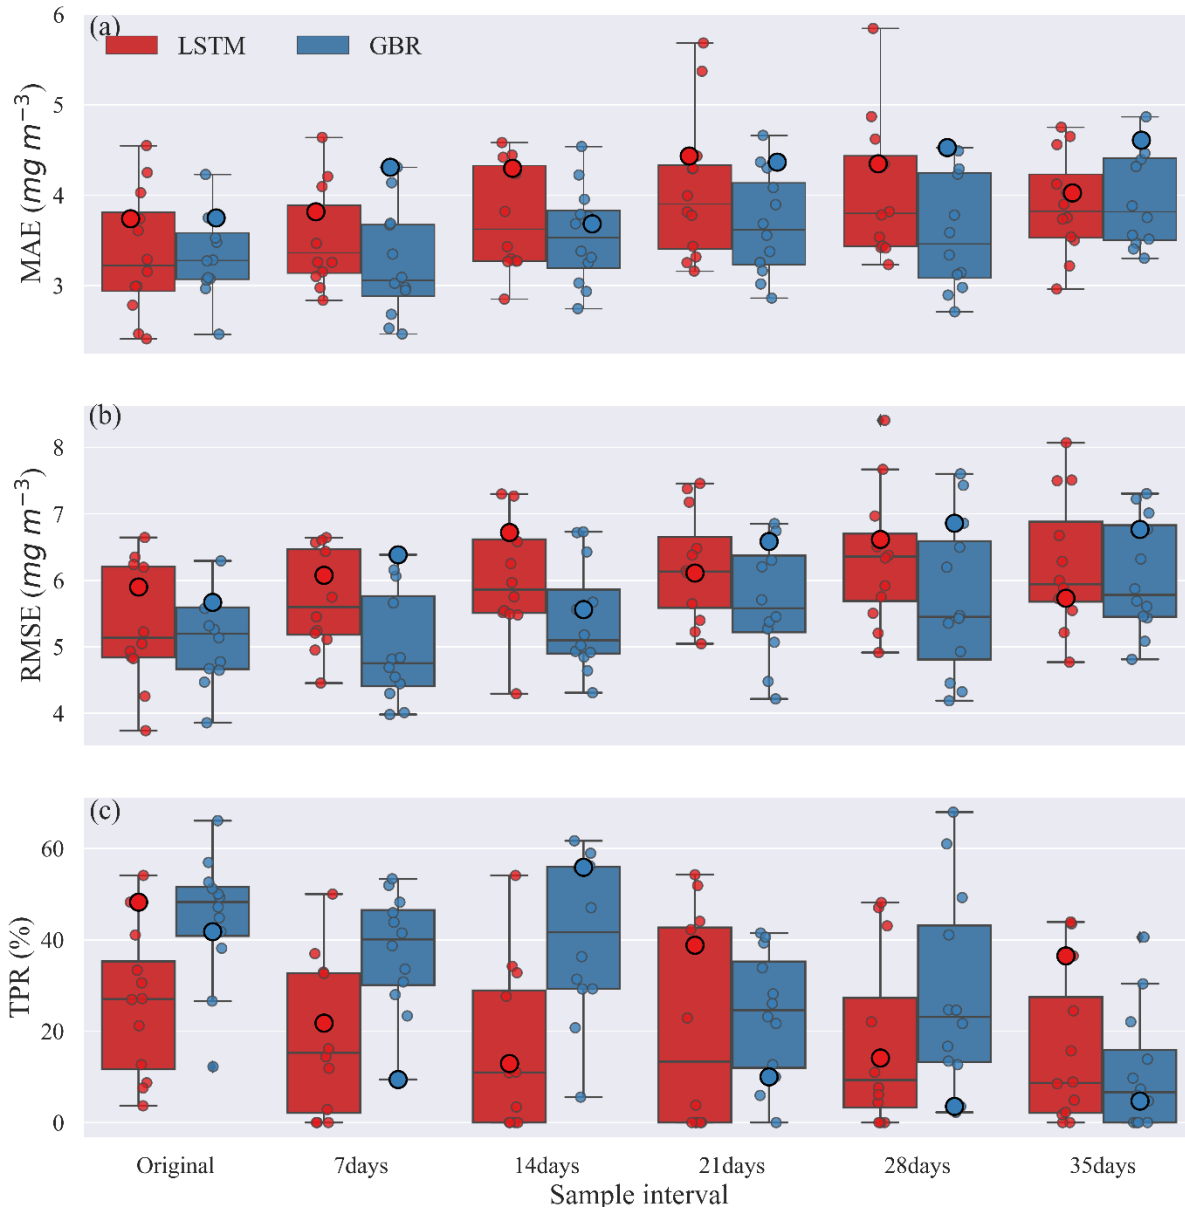 (a)
LSTM GBR
6
5
4
3
MAE (mg m⁻³)
(b)
8
7
6
5
4
RMSE (mg m⁻³)
(c)
60
40
20
0
TPR (%)
Original 7days 14days 21days 28days 35days
Sample interval